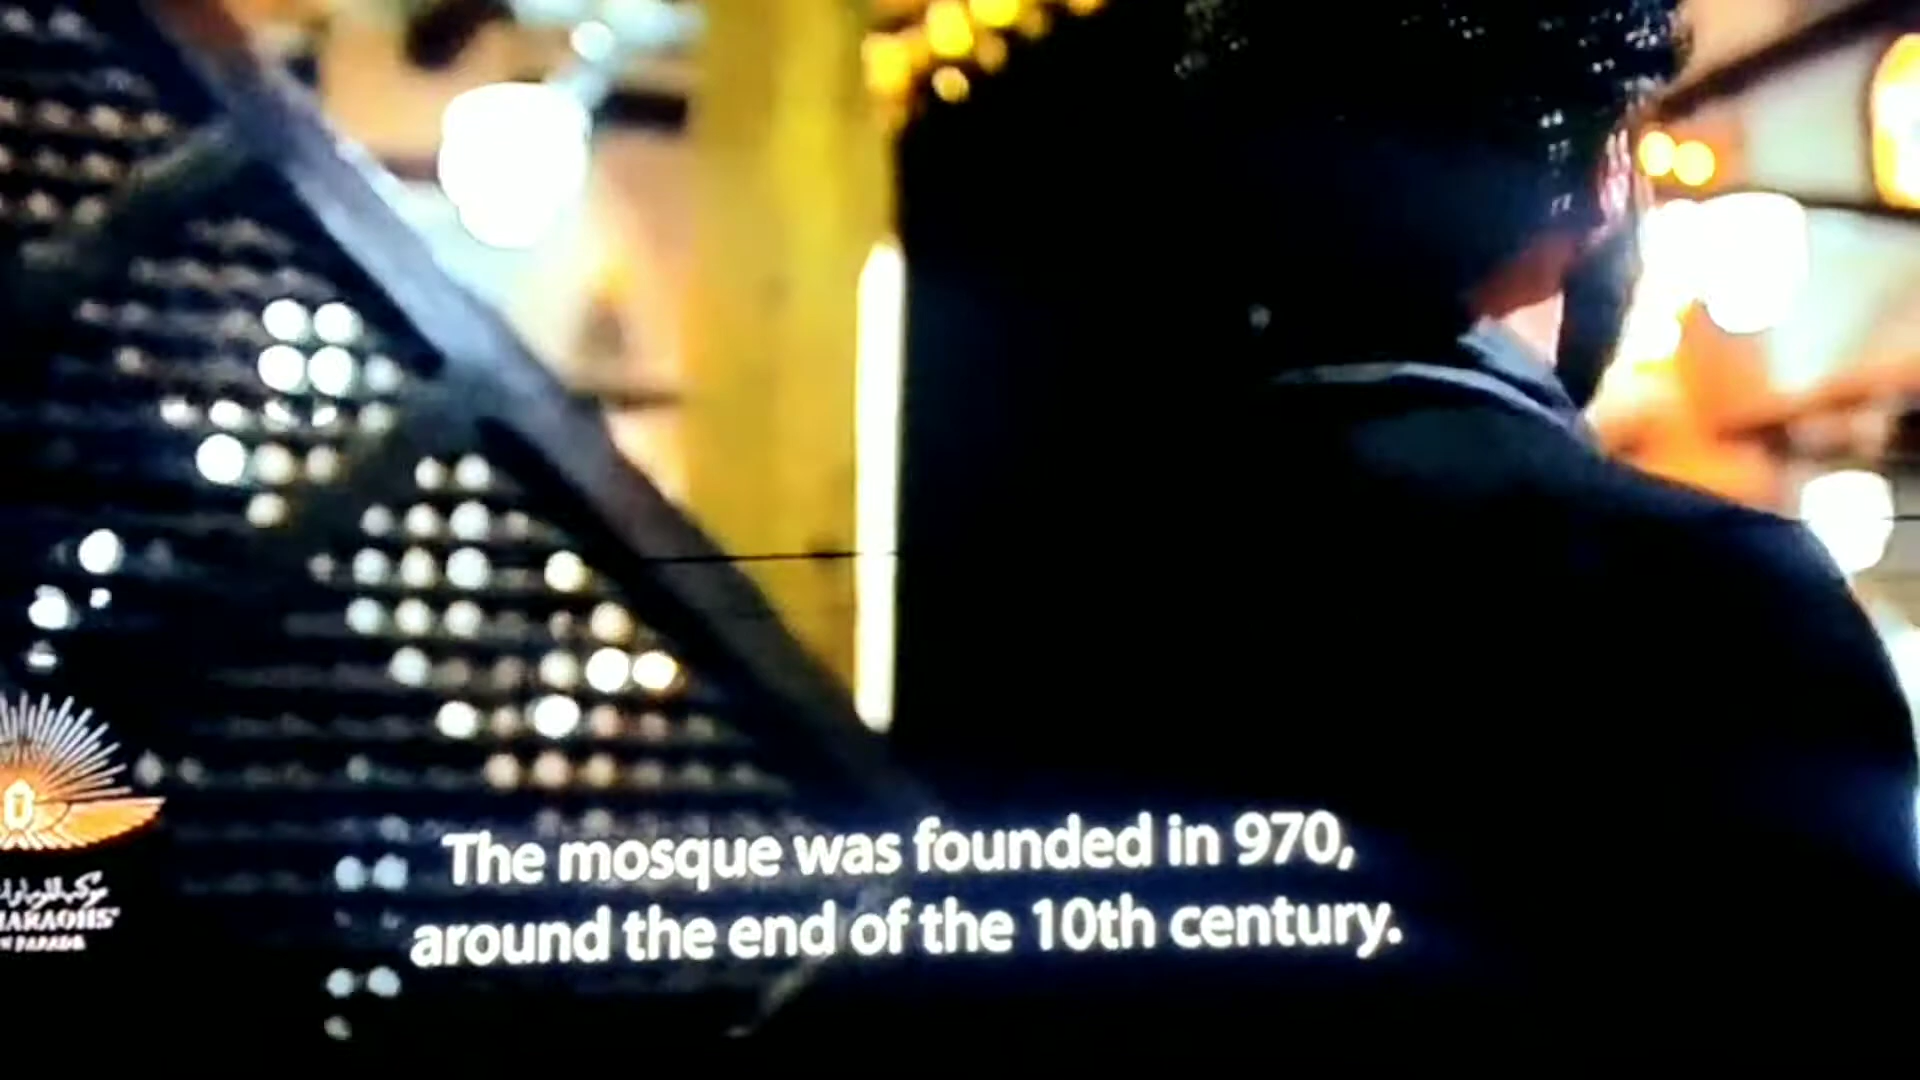 The mosque was founded in 970,
around the end of the 10th century.